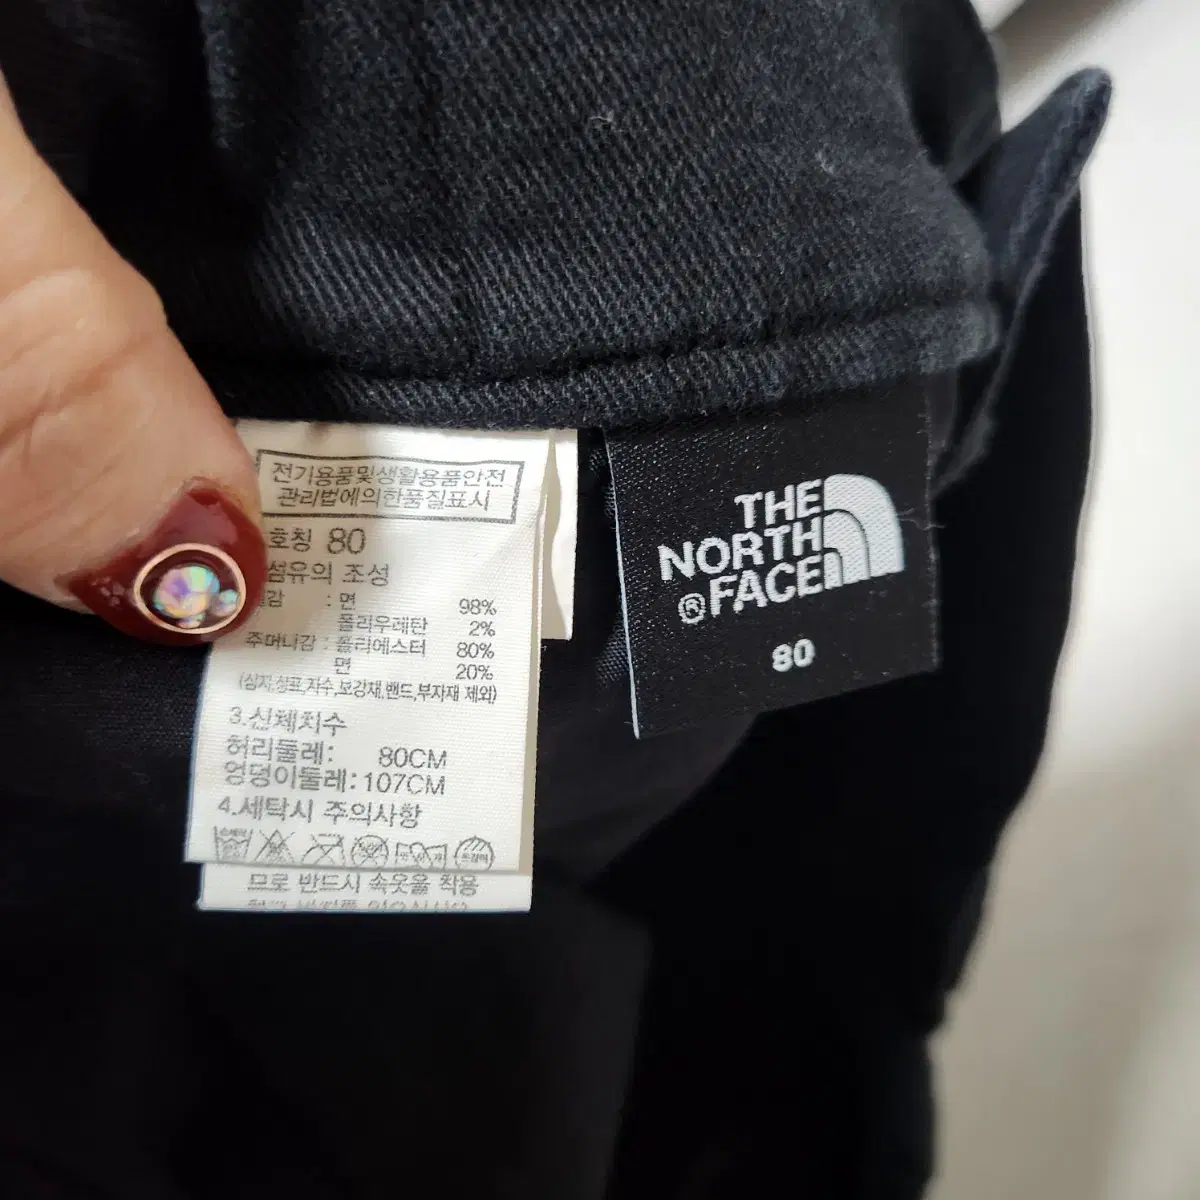 전기용품및생활용품안전
관리법에의한품질표시
호칭 80
섬유의 조성
감 : 면 98%
폴리우레탄 2%
주머니감 : 폴리에스터 80%
면 20%
(심지,상표,자수,보강재,밴드,부자재 제외)
3.신체치수
허리둘레: 80CM
엉덩이둘레:107CM
4.세탁시 주의사항
므로 반드시 속옷을 착용
THE
NORTH
FACE
®
80